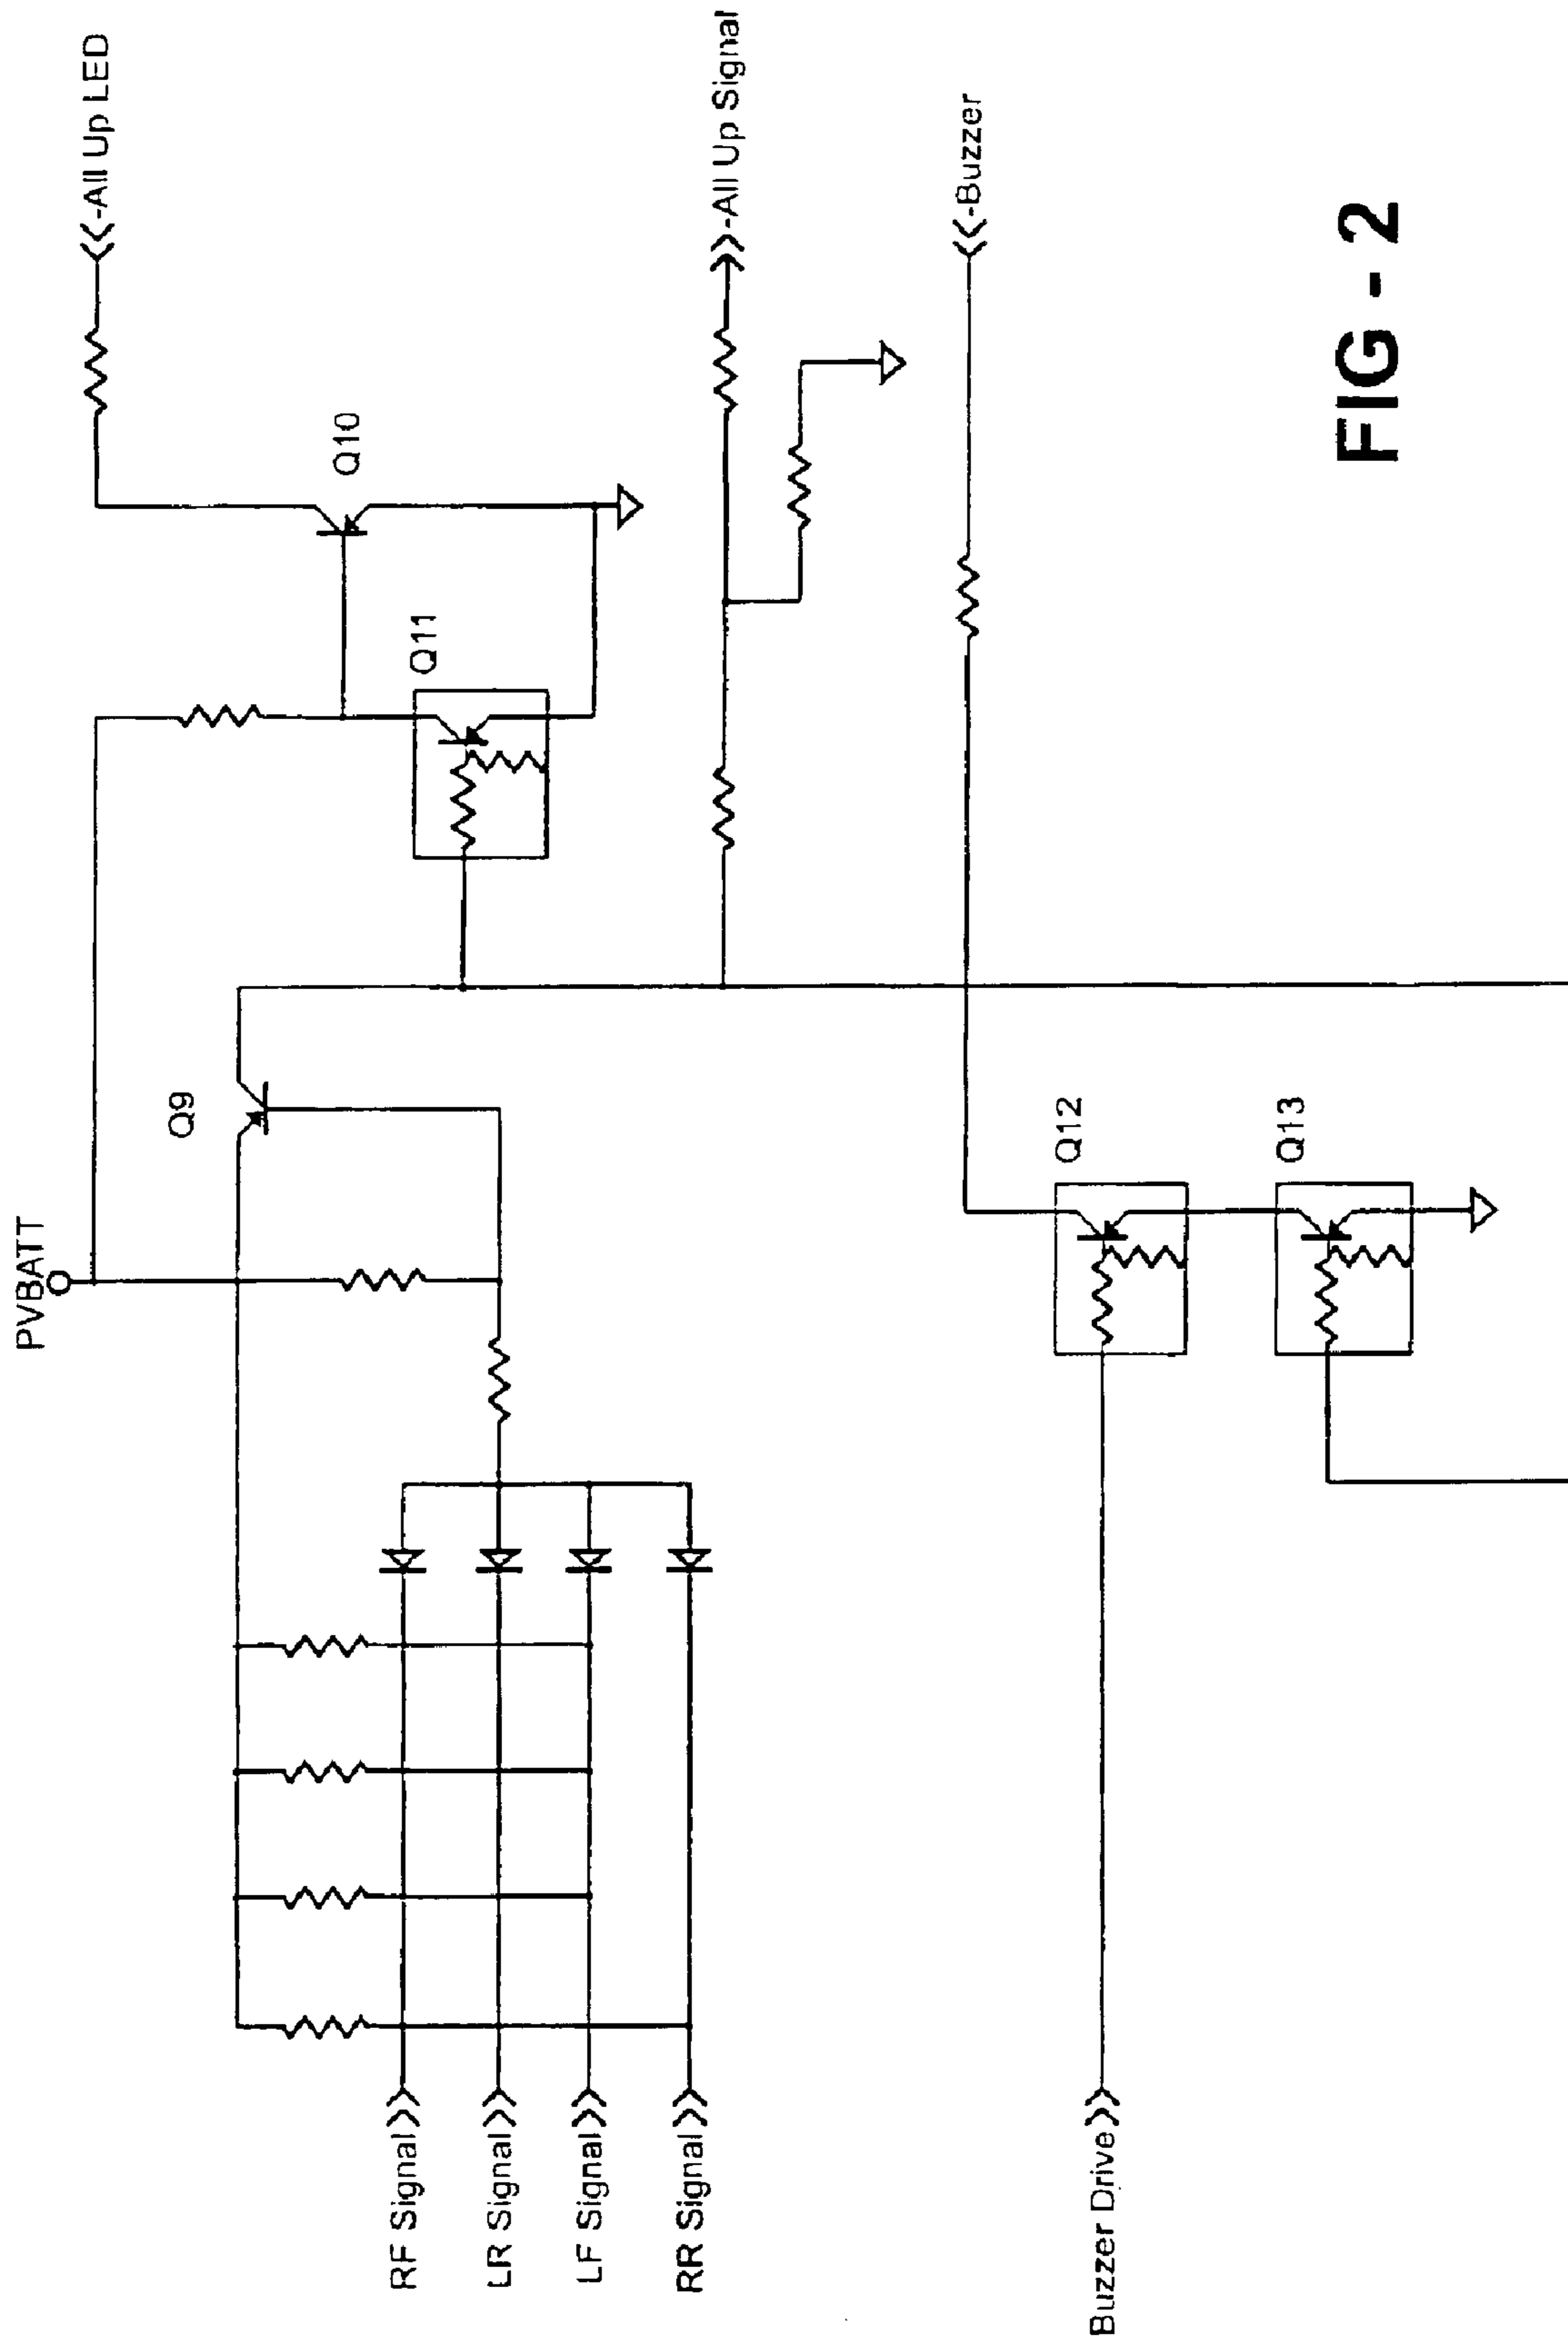 PVBATT
Q9
Q11
Q10
<<-All Up LED
RF Signal>>
LR Signal>>
LF Signal>>
RR Signal>>
>>-All Up Signal
<<-Buzzer
Q12
Q13
Buzzer Drive>>
FIG - 2